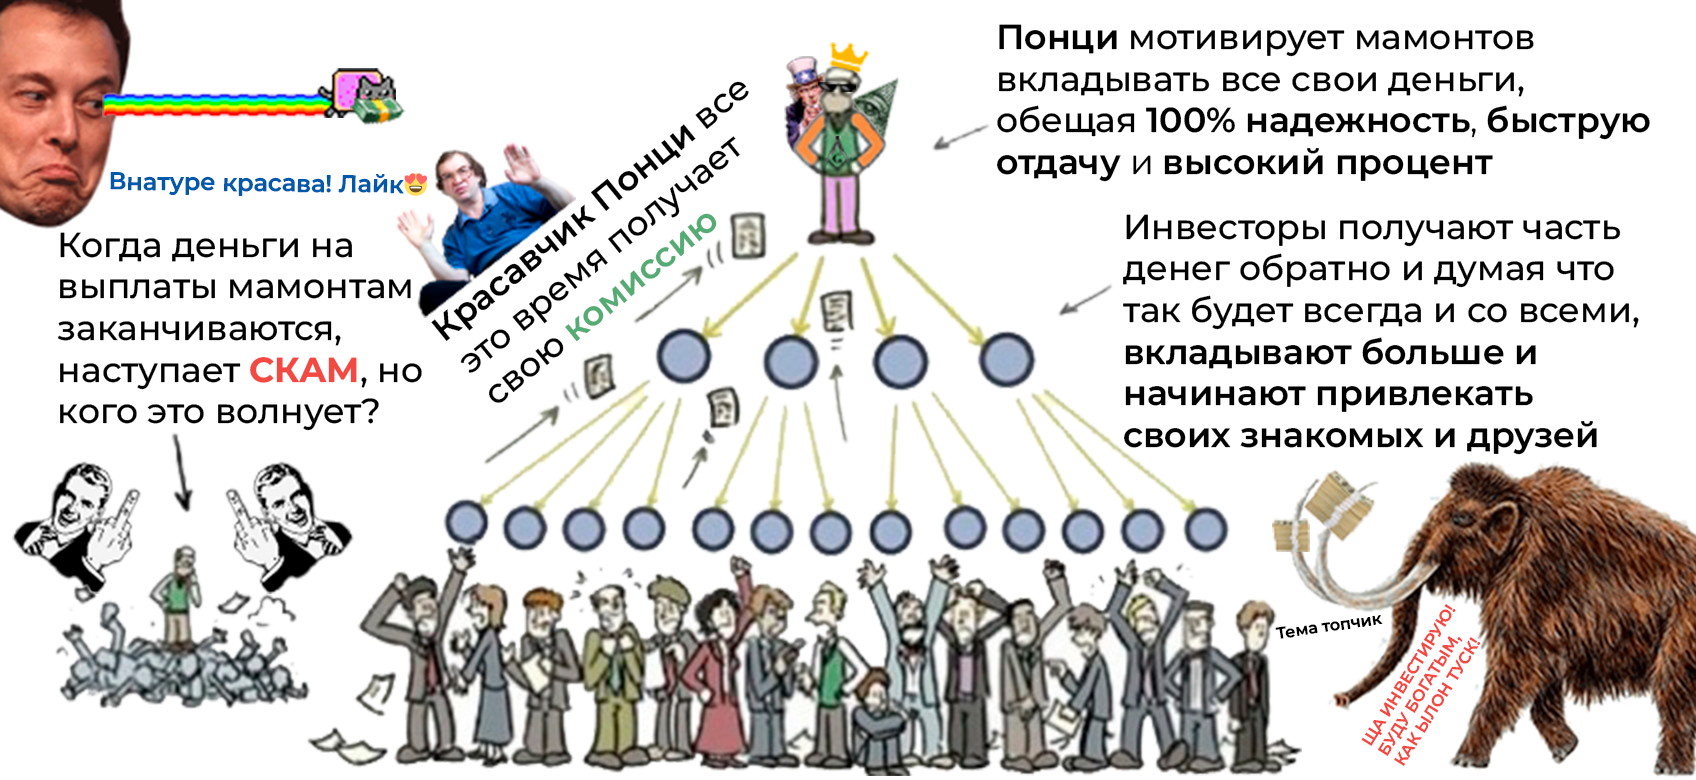 Понци мотивирует мамонтов
вкладывать все свои деньги,
обещая 100% надежность, быструю
отдачу и высокий процент
Внатуре красава! Лайк😍
Красавчик Понци все
это время получает
свою комиссию
Инвесторы получают часть
денег обратно и думая что
так будет всегда и со всеми,
вкладывают больше и
начинают привлекать
своих знакомых и друзей
Когда деньги на
выплаты мамонтам
заканчиваются,
наступает СКАМ, но
кого это волнует?
Тема топчик
ЩА ИНВЕСТИРУЮ!
БУДУ БОГАТЫМ,
КАК ЫЛОН ТУСК!